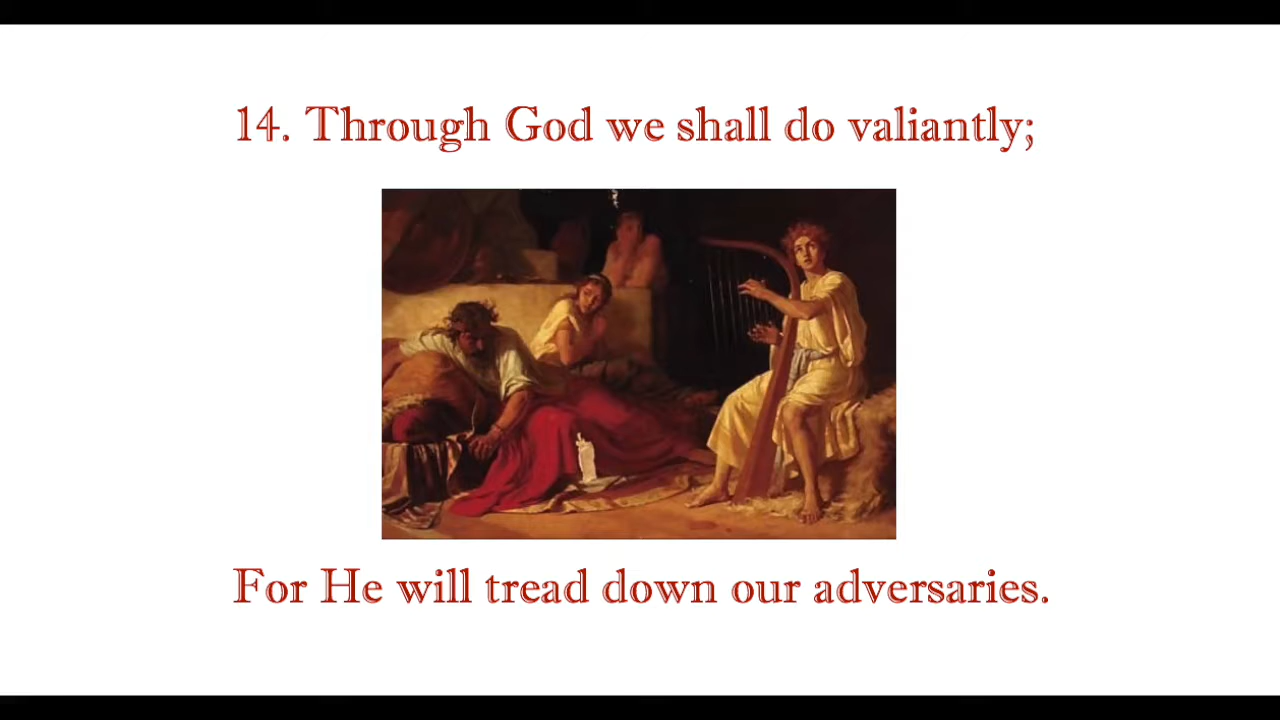 14. Through God we shall do valiantly;
For He will tread down our adversaries.